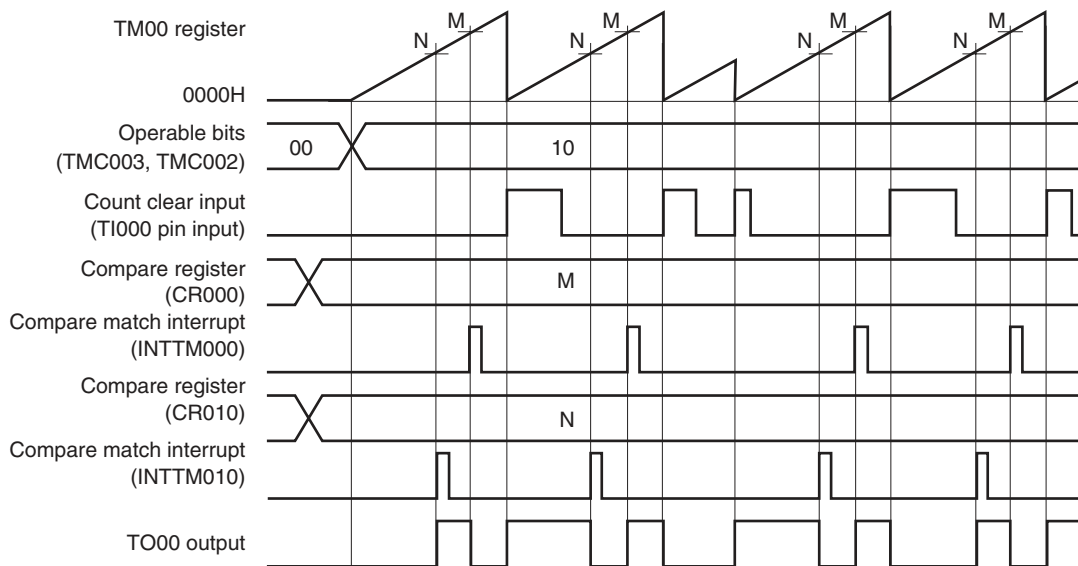 TM00 register
M
N
M
N
M
N
M
N
0000H
Operable bits
(TMC003, TMC002)
00
10
Count clear input
(TI000 pin input)
Compare register
(CR000)
M
Compare match interrupt
(INTTM000)
Compare register
(CR010)
N
Compare match interrupt
(INTTM010)
TO00 output